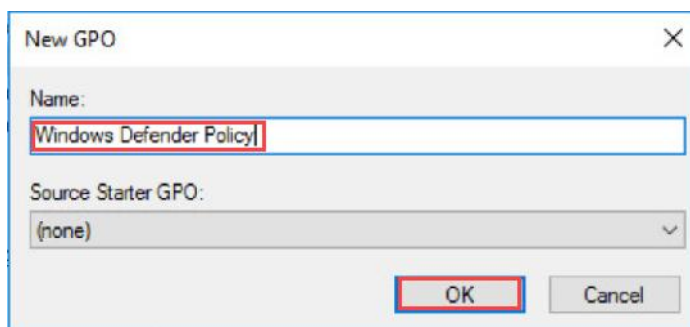 New GPO
Name:
Windows Defender Policy
Source Starter GPO:
(none)
OK Cancel